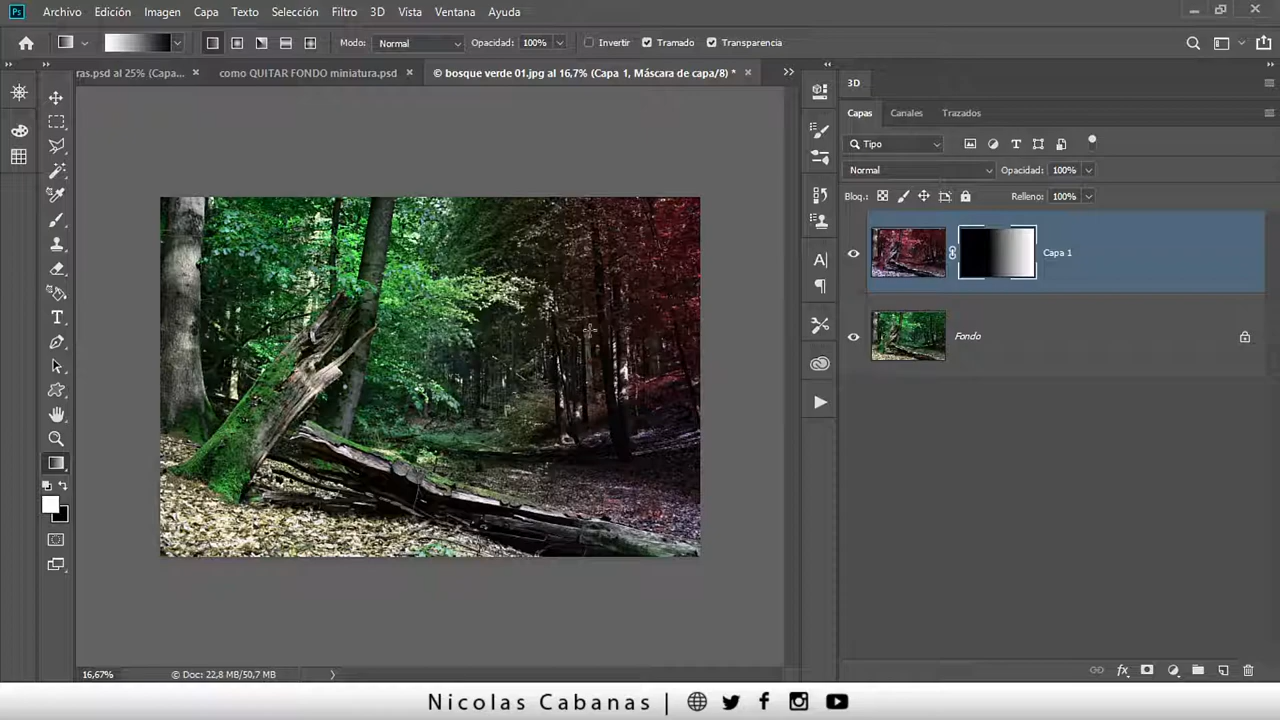 Ps Archivo Edición Imagen Capa Texto Selección Filtro 3D Vista Ventana Ayuda
Modo: Normal Opacidad: 100% Invertir Tramado Transparencia
ras.psd al 25% (Capa... como QUITAR FONDO miniatura.psd © bosque verde 01.jpg al 16,7% (Capa 1, Máscara de capa/8) *
3D
Capas Canales Trazados
Tipo
Normal Opacidad: 100%
Bloq.: Relleno: 100%
Capa 1
Fondo
16,67% © Doc: 22,8 MB/50,7 MB
Nicolas Cabanas |